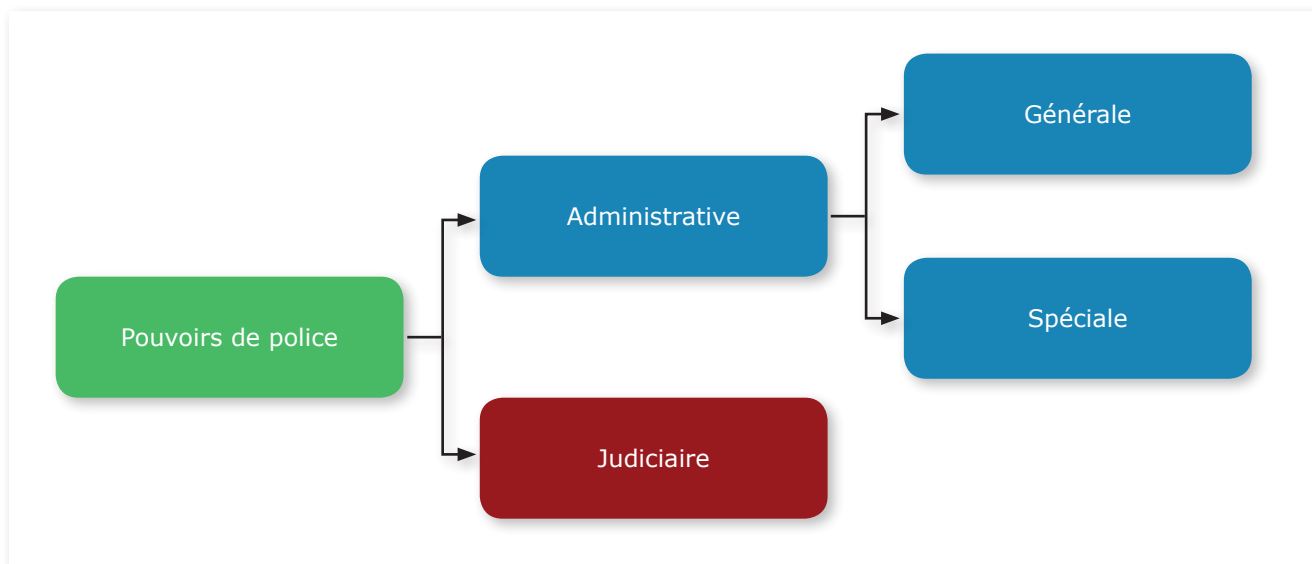 Pouvoirs de police
Administrative
Judiciaire
Générale
Spéciale